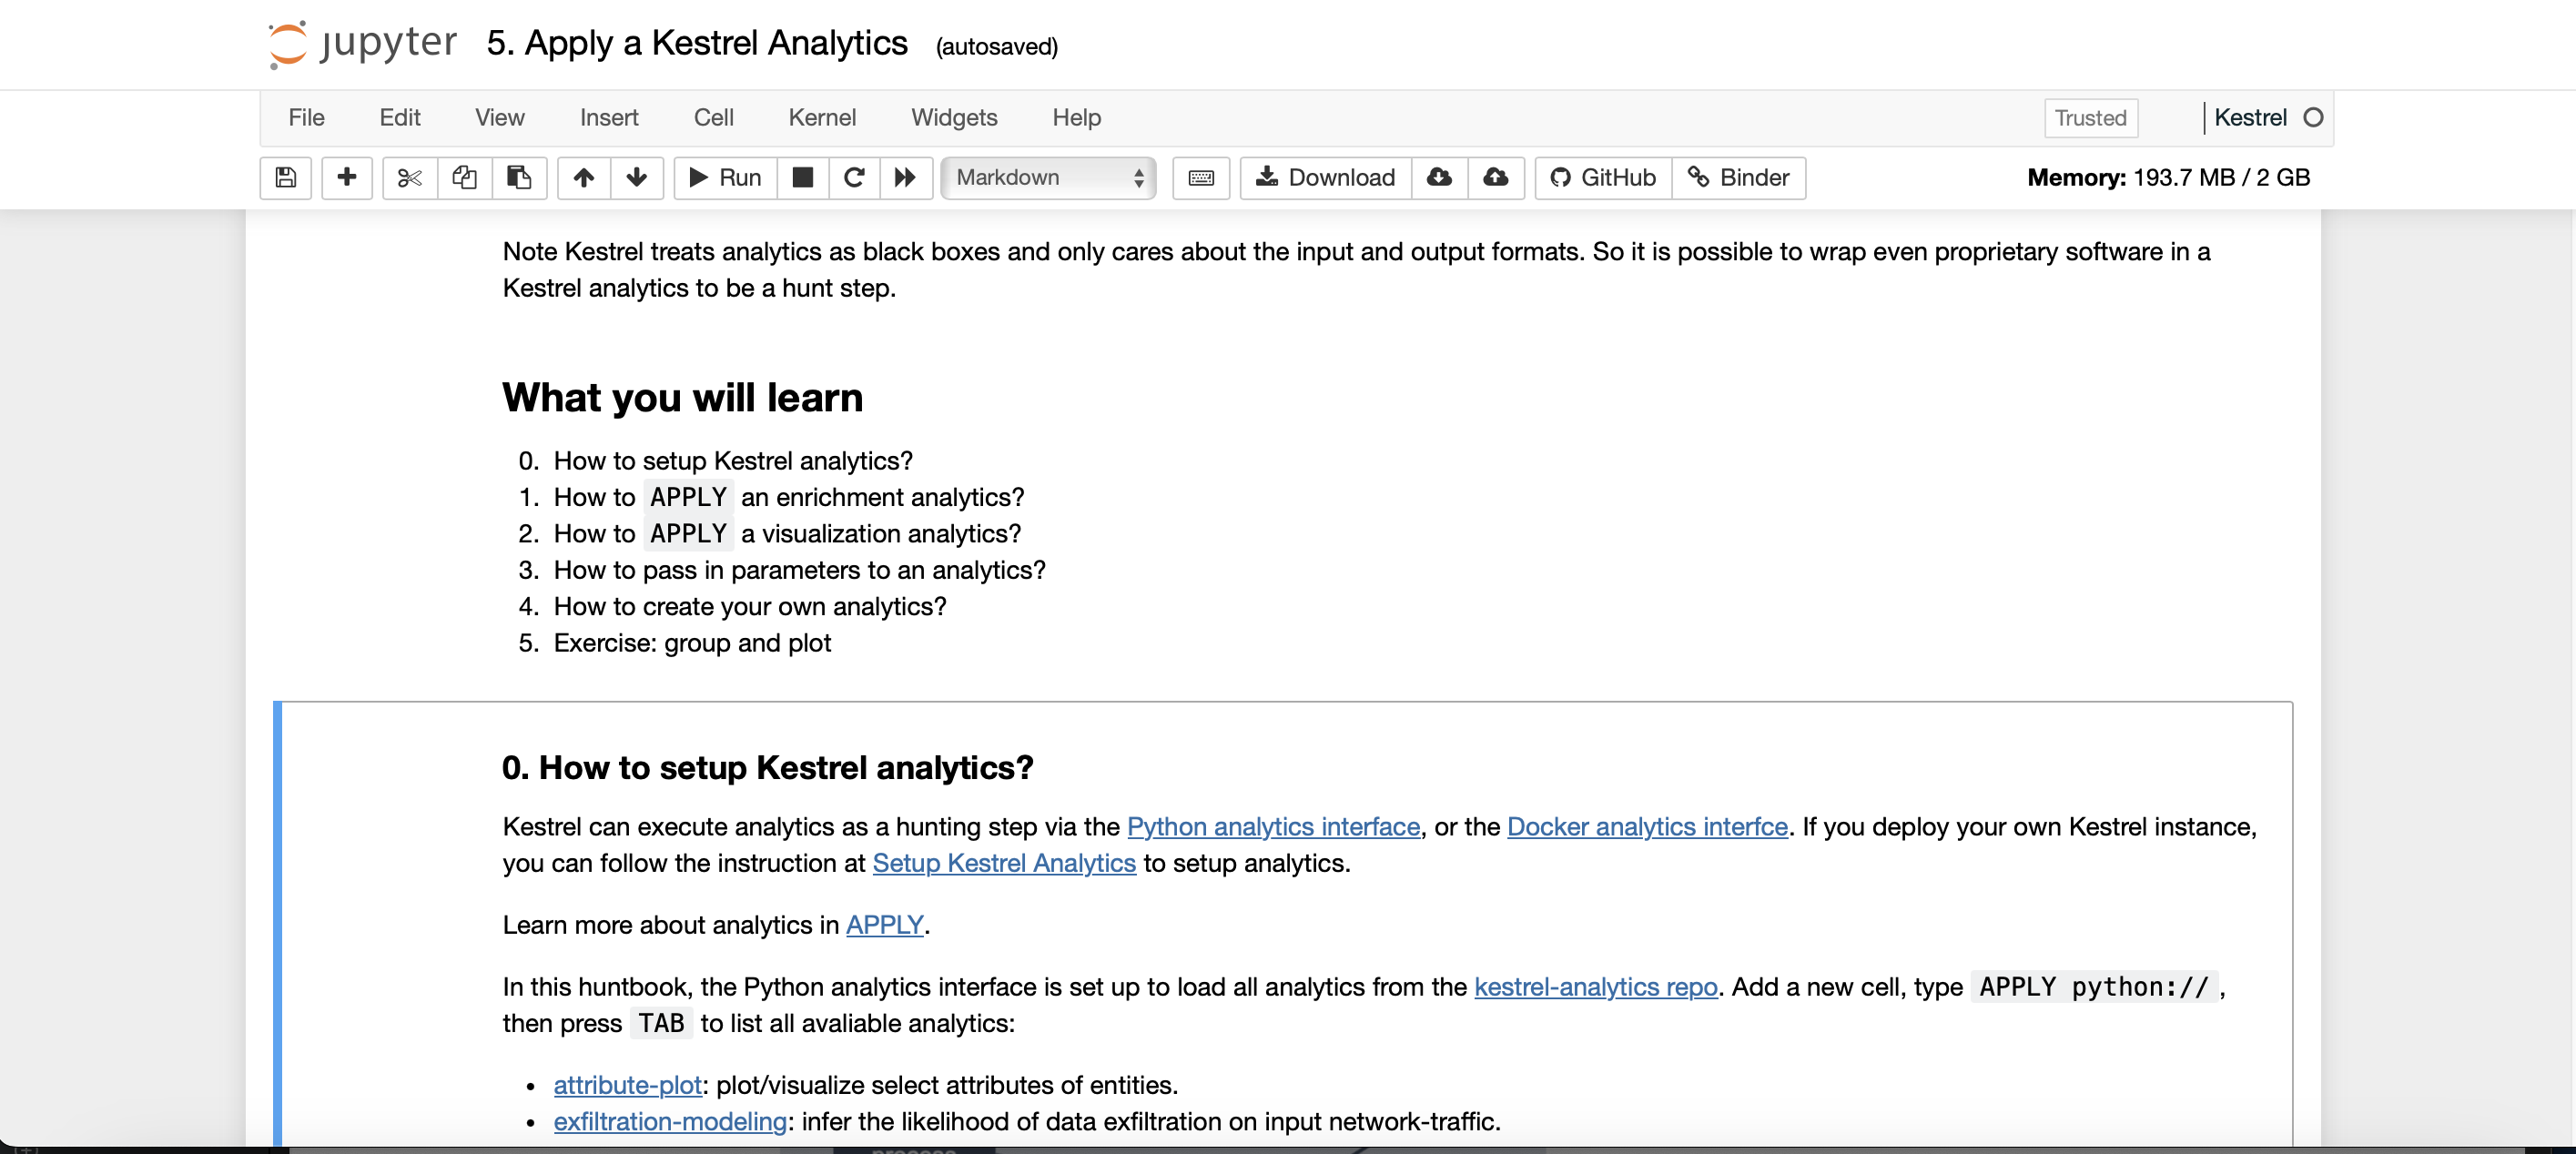 jupyter 5. Apply a Kestrel Analytics (autosaved)
File Edit View Insert Cell Kernel Widgets Help Trusted Kestrel
Run Markdown Download GitHub Binder Memory: 193.7 MB / 2 GB
Note Kestrel treats analytics as black boxes and only cares about the input and output formats. So it is possible to wrap even proprietary software in a
Kestrel analytics to be a hunt step.
What you will learn
0. How to setup Kestrel analytics?
1. How to APPLY an enrichment analytics?
2. How to APPLY a visualization analytics?
3. How to pass in parameters to an analytics?
4. How to create your own analytics?
5. Exercise: group and plot
0. How to setup Kestrel analytics?
Kestrel can execute analytics as a hunting step via the Python analytics interface, or the Docker analytics interfce. If you deploy your own Kestrel instance,
you can follow the instruction at Setup Kestrel Analytics to setup analytics.
Learn more about analytics in APPLY.
In this huntbook, the Python analytics interface is set up to load all analytics from the kestrel-analytics repo. Add a new cell, type APPLY python:// ,
then press TAB to list all avaliable analytics:
• attribute-plot: plot/visualize select attributes of entities.
• exfiltration-modeling: infer the likelihood of data exfiltration on input network-traffic.